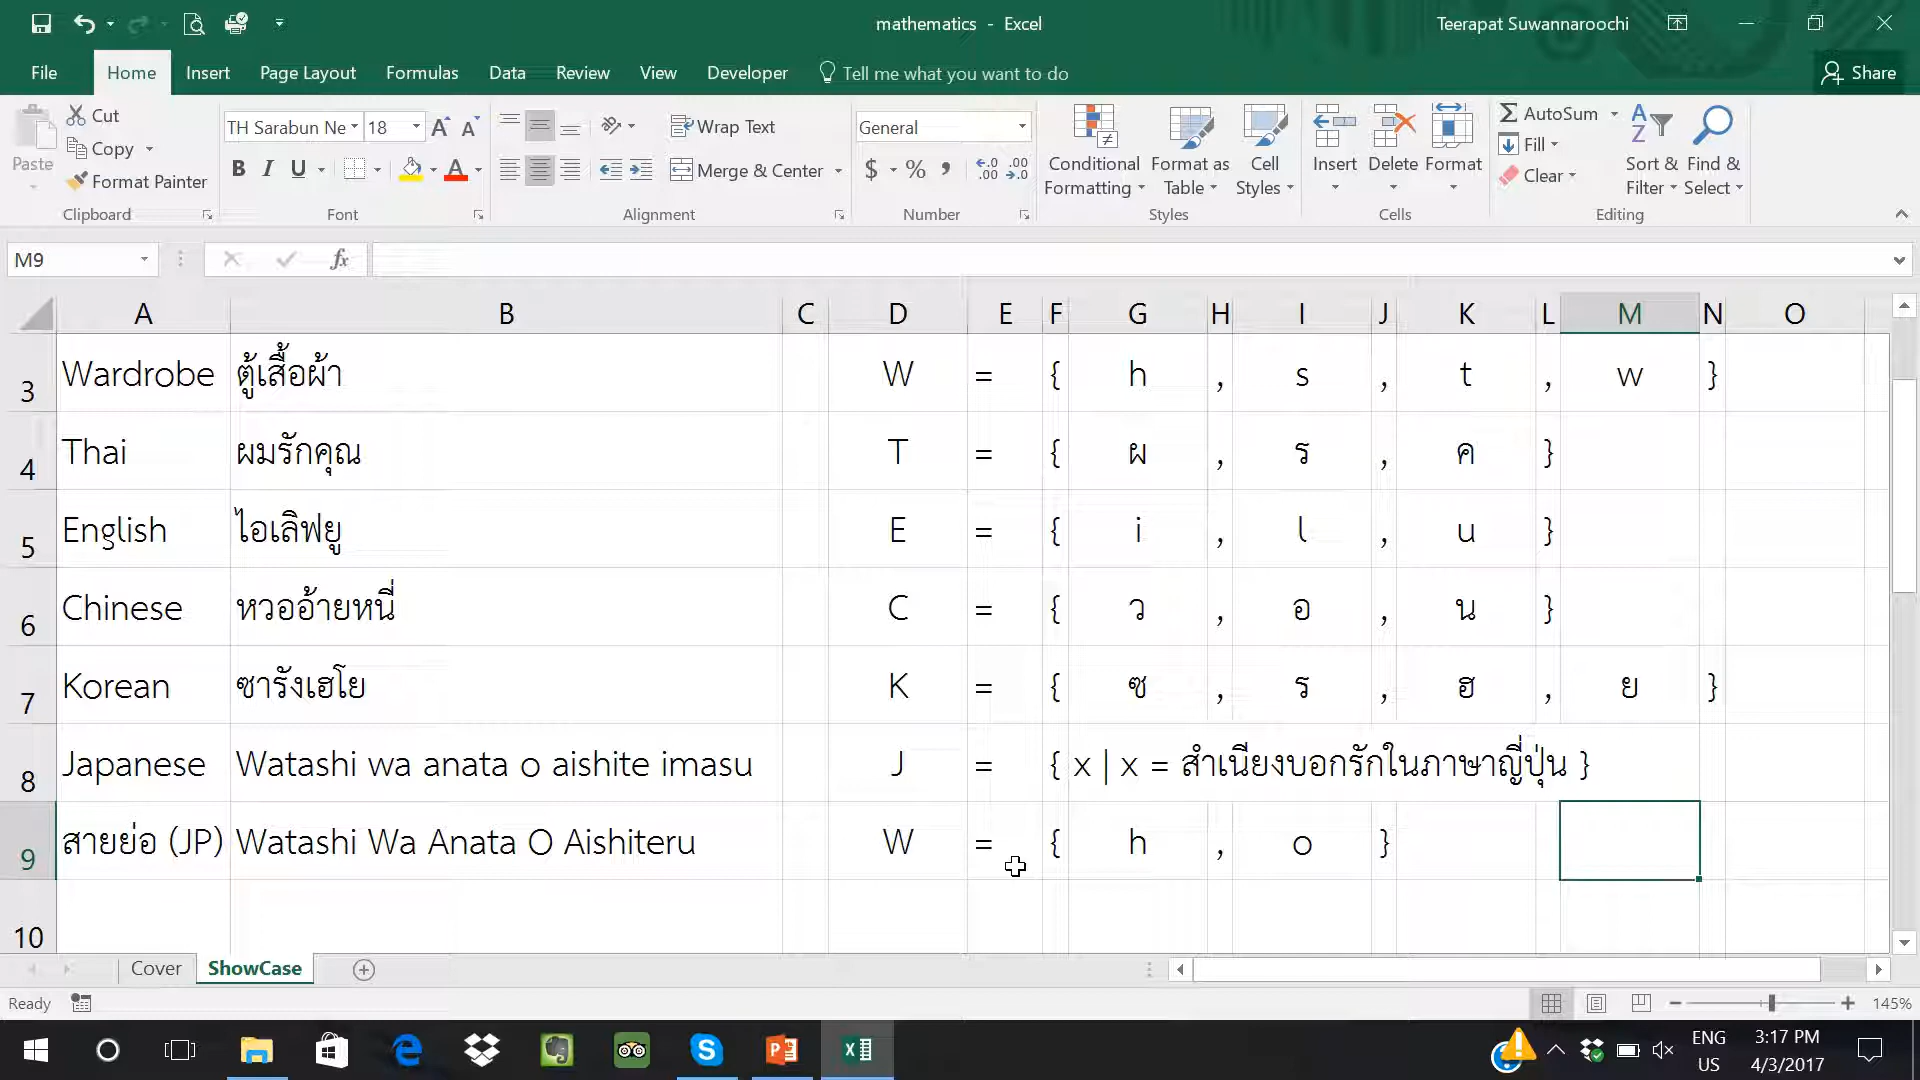 mathematics - Excel
Teerapat Suwannaroochi
File Home Insert Page Layout Formulas Data Review View Developer Tell me what you want to do Share
Paste
Cut
Copy
Format Painter
Clipboard
TH Sarabun Ne 18
B I U
Font
Wrap Text
Merge & Center
Alignment
General
$ % ,
Number
Conditional Formatting
Format as Table
Cell Styles
Styles
Insert Delete Format
Cells
AutoSum
Fill
Clear
Sort & Filter
Find & Select
Editing
M9
fx
A B C D E F G H I J K L M N O
3 Wardrobe ตู้เสื้อผ้า W = { h , s , t , w }
4 Thai ผมรักคุณ T = { ผ , ร , ค }
5 English ไอเลิฟยู E = { i , l , u }
6 Chinese หวออ้ายหนี่ C = { ว , อ , น }
7 Korean ซารังเฮโย K = { ซ , ร , ฮ , ย }
8 Japanese Watashi wa anata o aishite imasu J = { x | x = สำเนียงบอกรักในภาษาญี่ปุ่น }
9 สายย่อ (JP) Watashi Wa Anata O Aishiteru W = { h , o }
10
Cover ShowCase
Ready
145%
ENG
US
3:17 PM
4/3/2017